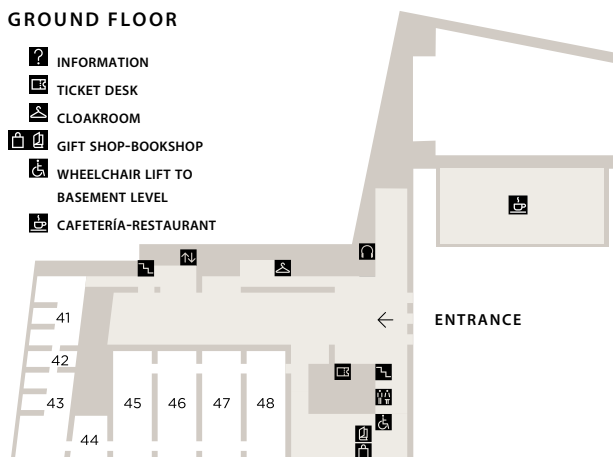 GROUND FLOOR
? INFORMATION
TICKET DESK
CLOAKROOM
GIFT SHOP-BOOKSHOP
WHEELCHAIR LIFT TO
BASEMENT LEVEL
CAFETERÍA-RESTAURANT
ENTRANCE
41
42
43
44
45
46
47
48